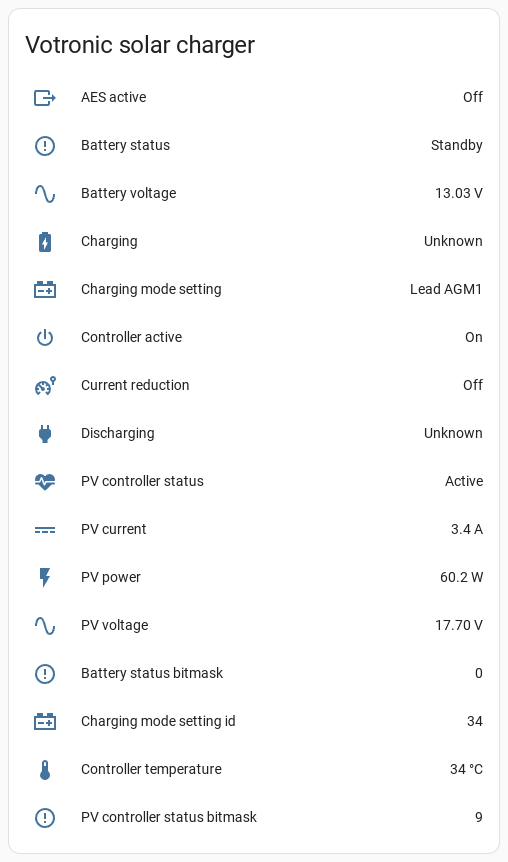 Votronic solar charger
AES active Off
Battery status Standby
Battery voltage 13.03 V
Charging Unknown
Charging mode setting Lead AGM1
Controller active On
Current reduction Off
Discharging Unknown
PV controller status Active
PV current 3.4 A
PV power 60.2 W
PV voltage 17.70 V
Battery status bitmask 0
Charging mode setting id 34
Controller temperature 34 °C
PV controller status bitmask 9